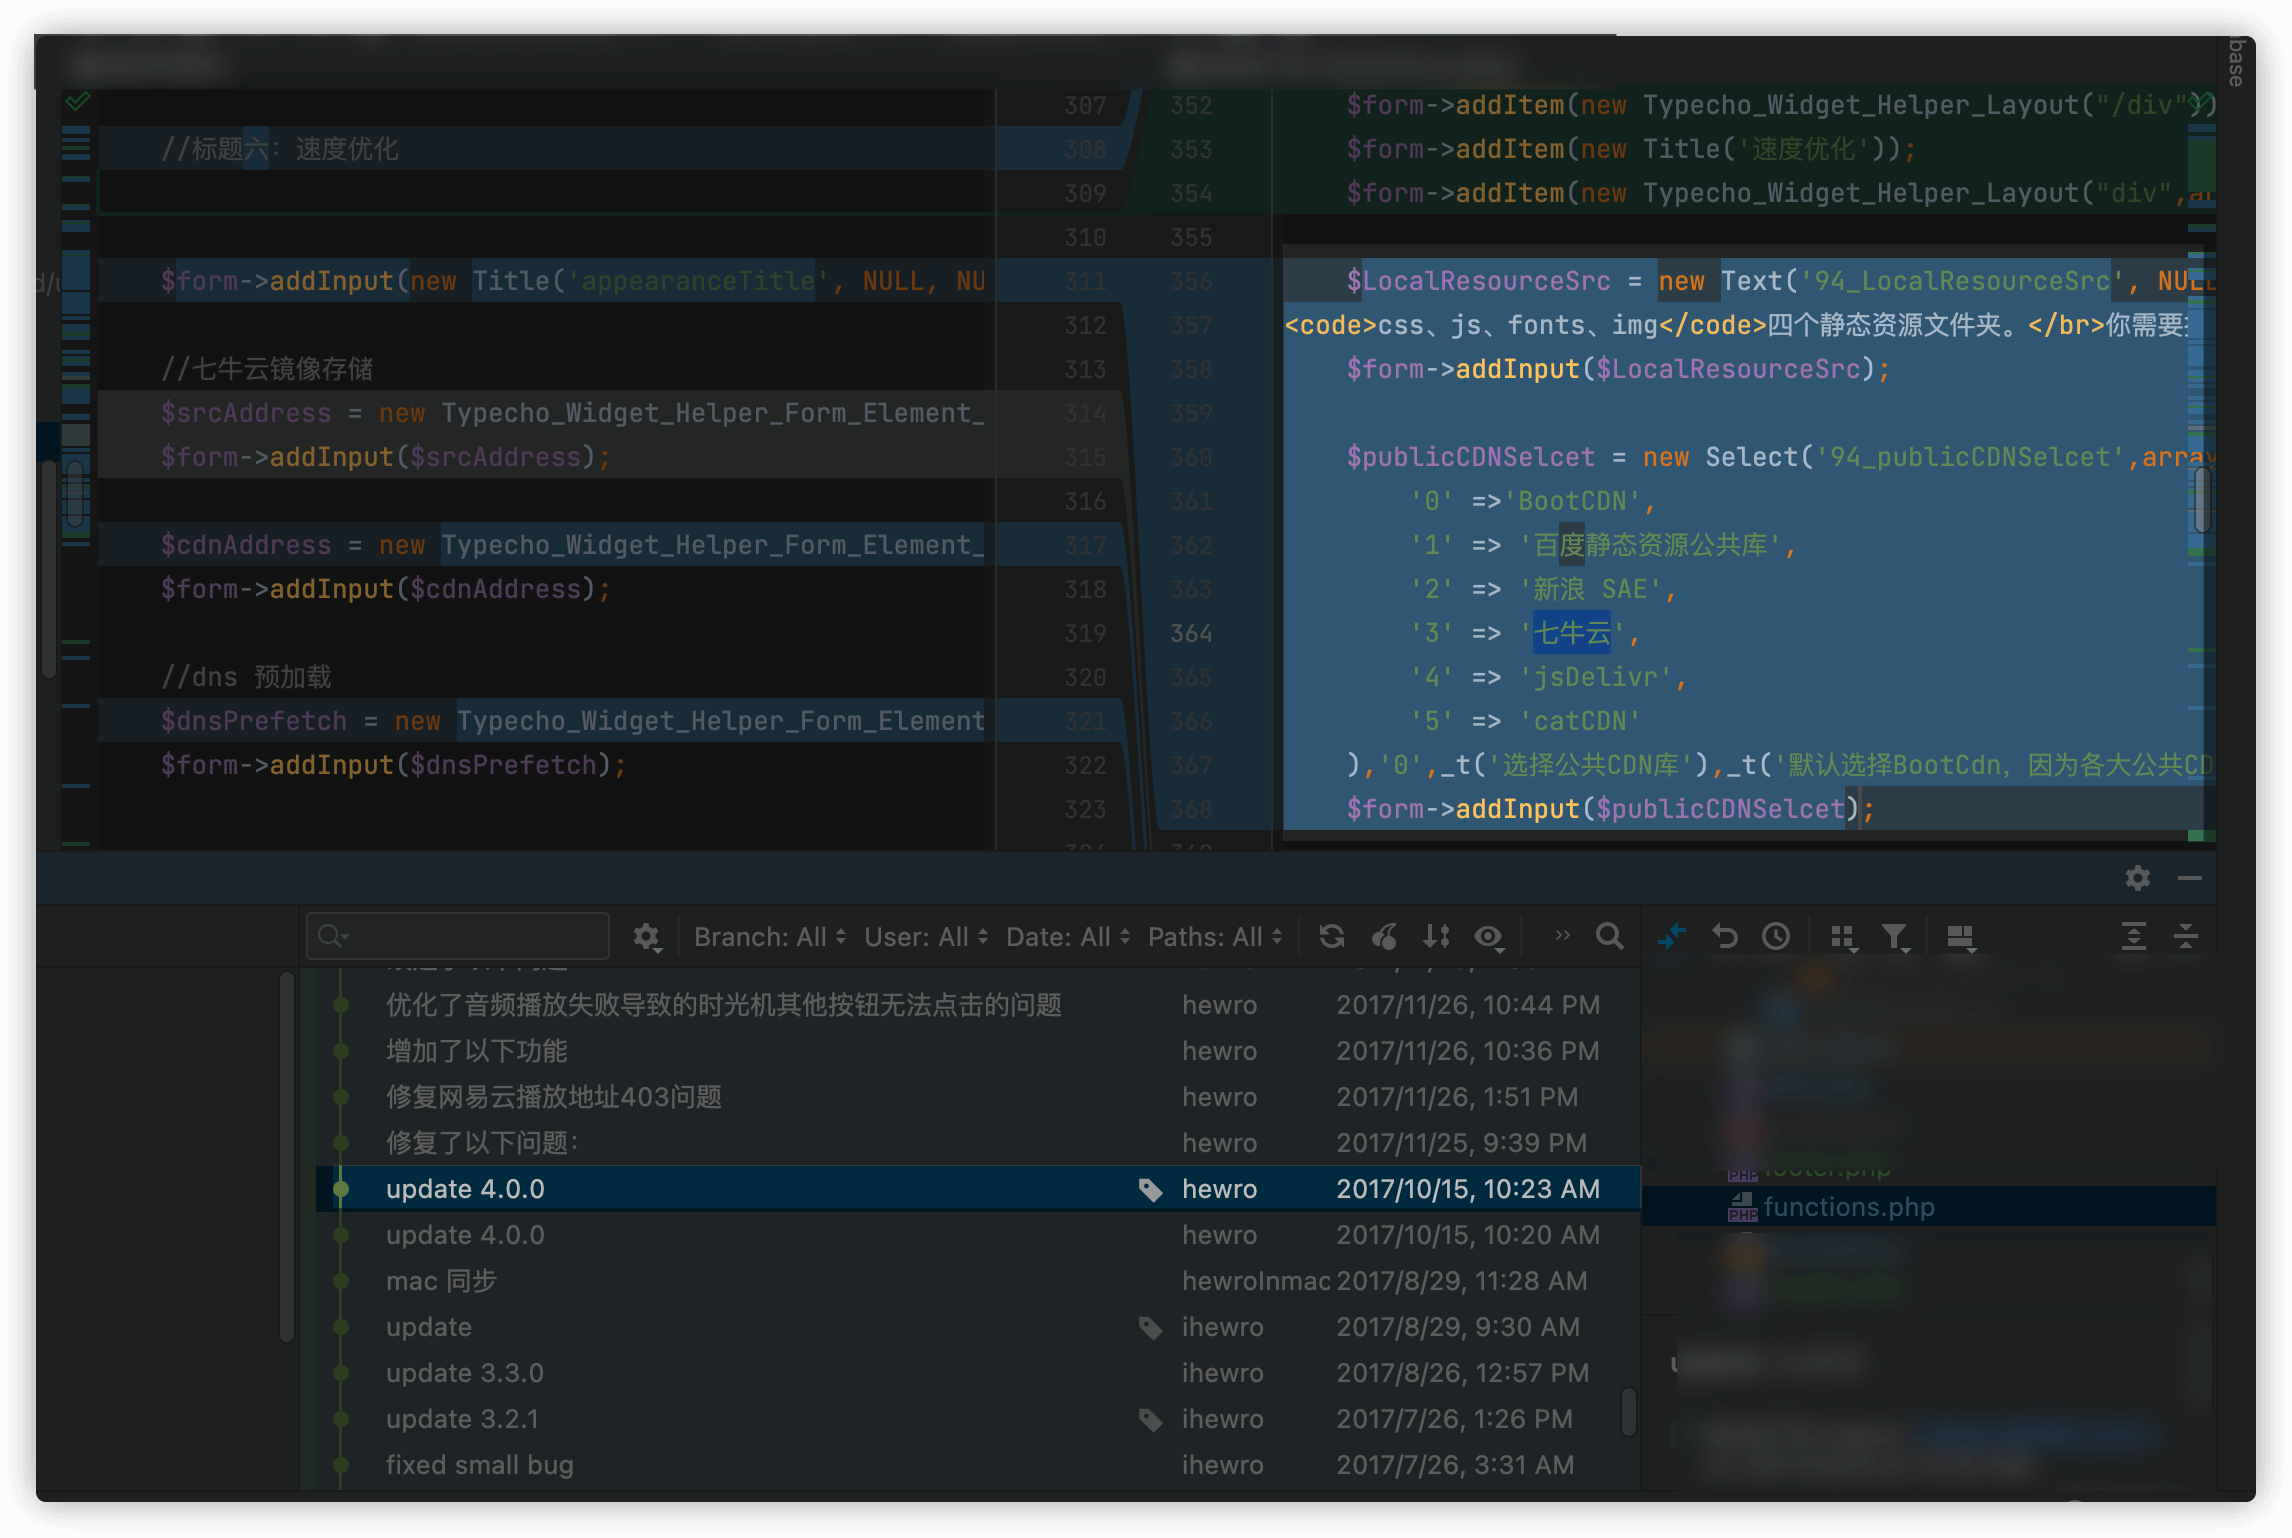 base
//标题六：速度优化
$form->addInput(new Title('appearanceTitle', NULL, NU
//七牛云镜像存储
$srcAddress = new Typecho_Widget_Helper_Form_Element_
$form->addInput($srcAddress);
$cdnAddress = new Typecho_Widget_Helper_Form_Element_
$form->addInput($cdnAddress);
//dns 预加载
$dnsPrefetch = new Typecho_Widget_Helper_Form_Element
$form->addInput($dnsPrefetch);
307
308
309
310
311
312
313
314
315
316
317
318
319
320
321
322
323
352
353
354
355
356
357
358
359
360
361
362
363
364
365
366
367
368
$form->addItem(new Typecho_Widget_Helper_Layout("/div"))
$form->addItem(new Title('速度优化'));
$form->addItem(new Typecho_Widget_Helper_Layout("div",ar
$LocalResourceSrc = new Text('94_LocalResourceSrc', NULL
<code>css、js、fonts、img</code>四个静态资源文件夹。</br>你需要
$form->addInput($LocalResourceSrc);
$publicCDNSelcet = new Select('94_publicCDNSelcet',array
'0' =>'BootCDN',
'1' => '百度静态资源公共库',
'2' => '新浪 SAE',
'3' => '七牛云',
'4' => 'jsDelivr',
'5' => 'catCDN'
),'0',_t('选择公共CDN库'),_t('默认选择BootCdn，因为各大公共CD
$form->addInput($publicCDNSelcet);
Branch: All User: All Date: All Paths: All
优化了音频播放失败导致的时光机其他按钮无法点击的问题 hewro 2017/11/26, 10:44 PM
增加了以下功能 hewro 2017/11/26, 10:36 PM
修复网易云播放地址403问题 hewro 2017/11/26, 1:51 PM
修复了以下问题： hewro 2017/11/25, 9:39 PM
update 4.0.0 hewro 2017/10/15, 10:23 AM
update 4.0.0 hewro 2017/10/15, 10:20 AM
mac 同步 hewroInmac 2017/8/29, 11:28 AM
update ihewro 2017/8/29, 9:30 AM
update 3.3.0 ihewro 2017/8/26, 12:57 PM
update 3.2.1 ihewro 2017/7/26, 1:26 PM
fixed small bug ihewro 2017/7/26, 3:31 AM
PHP footer.php
PHP functions.php